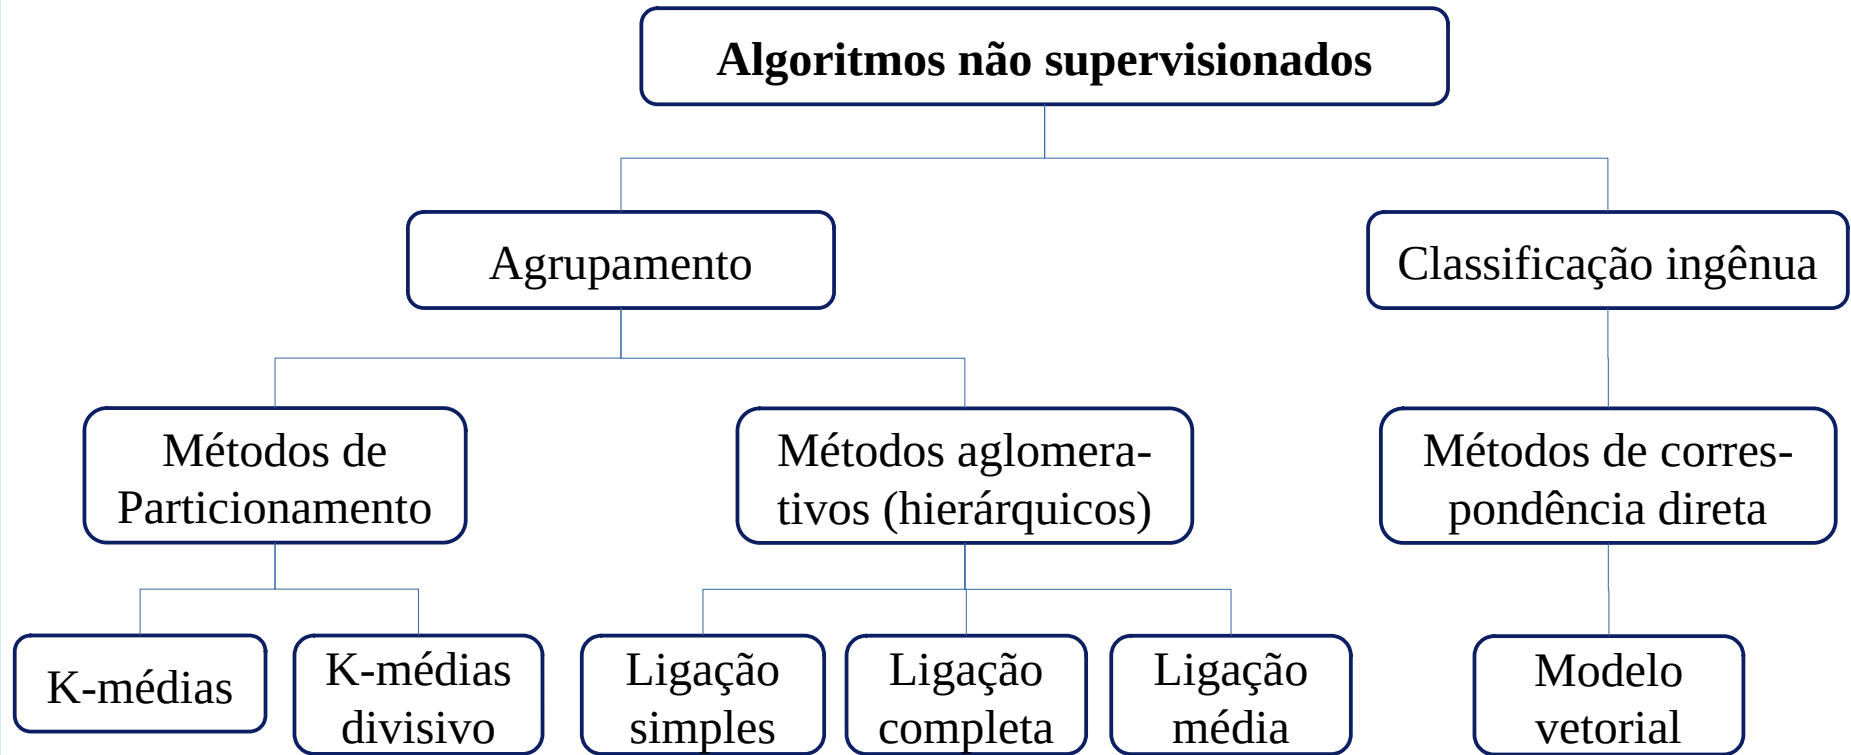 Algoritmos não supervisionados
Agrupamento
Classificação ingênua
Métodos de
Particionamento
Métodos aglomera-
tivos (hierárquicos)
Métodos de corres-
pondência direta
K-médias
K-médias
divisivo
Ligação
simples
Ligação
completa
Ligação
média
Modelo
vetorial